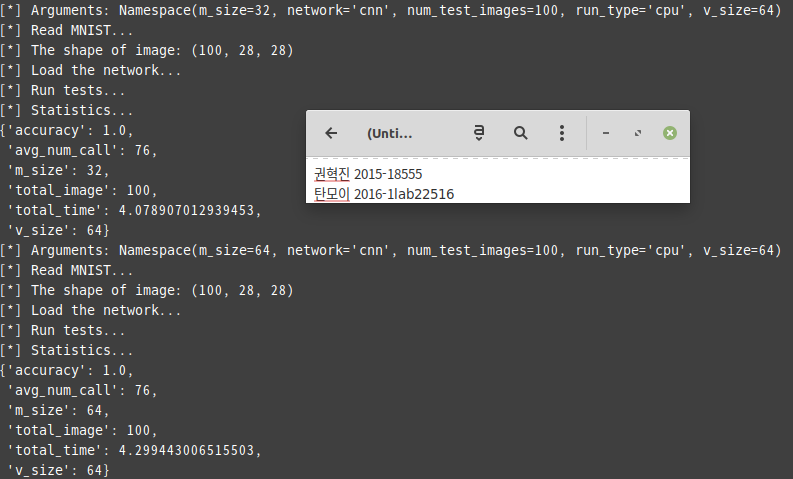 [*] Arguments: Namespace(m_size=32, network='cnn', num_test_images=100, run_type='cpu', v_size=64)
[*] Read MNIST...
[*] The shape of image: (100, 28, 28)
[*] Load the network...
[*] Run tests...
[*] Statistics...
{'accuracy': 1.0,
'avg_num_call': 76,
'm_size': 32,
'total_image': 100,
'total_time': 4.078907012939453,
'v_size': 64}
(Unti...
a
권혁진 2015-18555
탄모이 2016-1lab22516
[*] Arguments: Namespace(m_size=64, network='cnn', num_test_images=100, run_type='cpu', v_size=64)
[*] Read MNIST...
[*] The shape of image: (100, 28, 28)
[*] Load the network...
[*] Run tests...
[*] Statistics...
{'accuracy': 1.0,
'avg_num_call': 76,
'm_size': 64,
'total_image': 100,
'total_time': 4.299443006515503,
'v_size': 64}